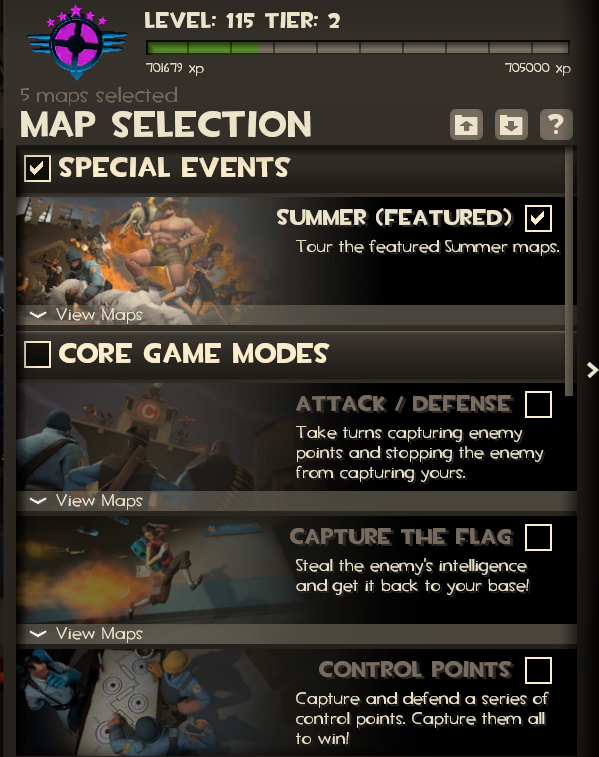 LEVEL: 115 TIER: 2
701679 xp
705000 xp
5 maps selected
MAP SELECTION
?
SPECIAL EVENTS
SUMMER (FEATURED)
Tour the featured Summer maps.
View Maps
CORE GAME MODES
ATTACK / DEFENSE
Take turns capturing enemy
points and stopping the enemy
from capturing yours.
C
View Maps
CAPTURE THE FLAG
Steal the enemy's intelligence
and get it back to your base!
View Maps
CONTROL POINTS
Capture and defend a series of
control points. Capture them all
to win!